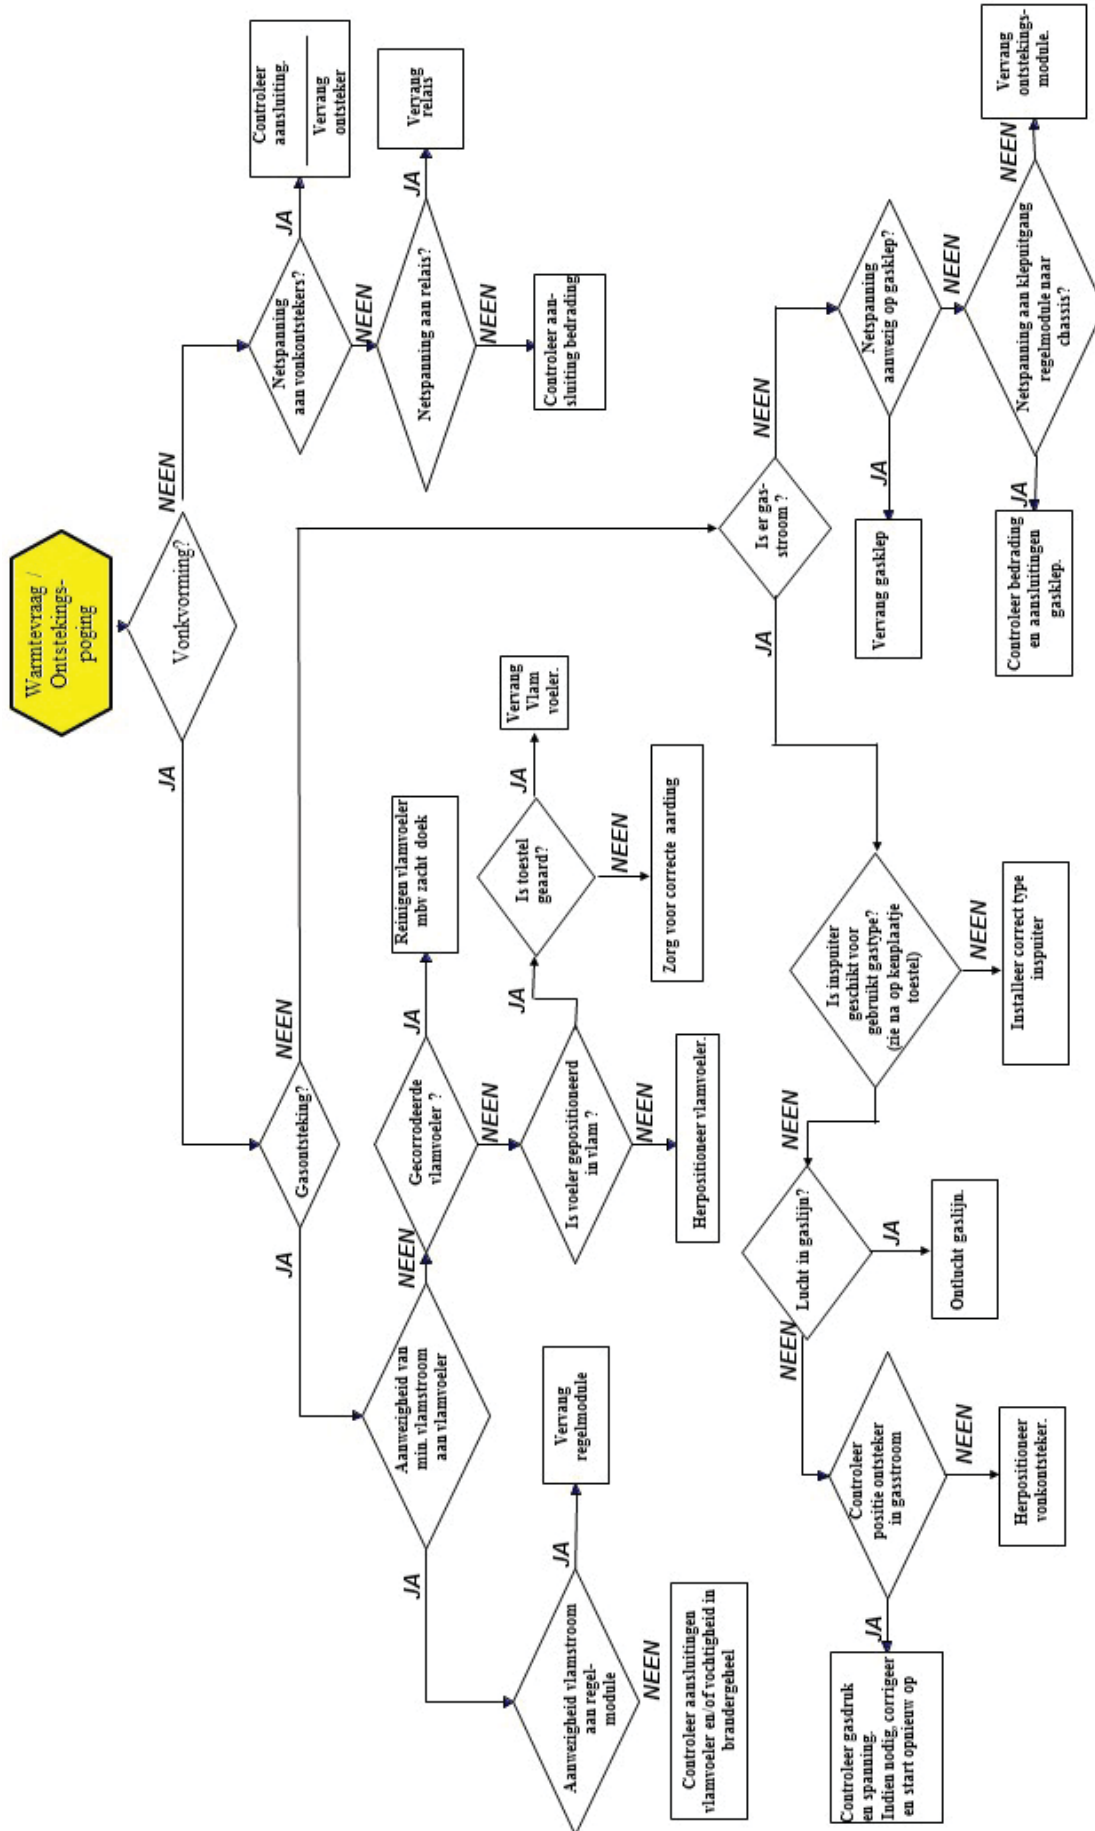 Warmtevraag /
Ontstekings-
poging
Vonkvorming?
JA
NEEN
Netspanning
aan vonkontstekers?
JA
Controleer
aansluiting.
Vervang
ontsteker
NEEN
Netspanning aan relais?
JA
Vervang
relais
NEEN
Controleer aan-
sluiting bedrading
Gasontsteking?
JA
NEEN
Aanwezigheid van
min. vlamstroom
aan vlamvoeler
JA
NEEN
Gecorrodeerde
vlamvoeler ?
JA
Reinigen vlamvoeler
mbv zacht doek
NEEN
Is voeler gepositioneerd
in vlam ?
JA
NEEN
Herpositioneer vlamvoeler.
Is toestel
geaard?
JA
Vervang
Vlam
voeler.
NEEN
Zorg voor correcte aarding
Aanwezigheid vlamstroom
aan regel-
module
JA
Vervang
regelmodule
NEEN
Controleer aansluitingen
vlamvoeler en/of vochtigheid in
brandergeheel
Is er gas-
stroom ?
JA
NEEN
Netspanning
aanwezig op gasklep?
JA
Vervang gasklep
NEEN
Netspanning aan klepuitgang
regelmodule naar
chassis?
JA
Controleer bedrading
en aansluitingen
gasklep.
NEEN
Vervang
ontstekings-
module.
Is inspuiter
geschikt voor
gebruikt gastype?
(zie na op kenplaatje
toestel)
NEEN
NEEN
Installeer correct type
inspuiter
Lucht in gaslijn?
JA
Ontlucht gaslijn.
NEEN
Controleer
positie ontsteker
in gasstroom
NEEN
Herpositioneer
vonkontsteker.
JA
Controleer gasdruk
en spanning.
Indien nodig, corrigeer
en start opnieuw op